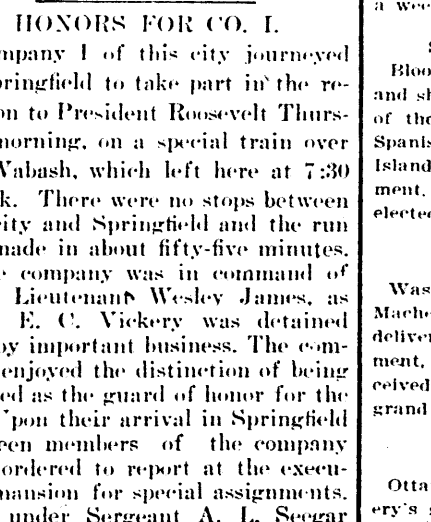 HONORS FOR CO. I.
mpany I of this city journeyed
pringfield to take part in the re-
on to President Roosevelt Thurs-
morning, on a special train over
Vabash, which left here at 7:30
k. There were no stops between
city and Springfield and the run
made in about fifty-five minutes.
e company was in command of
Lieutenant Wesley James, as
E. C. Vickery was detained
by important business. The com-
enjoyed the distinction of being
ed as the guard of honor for the
'pon their arrival in Springfield
een members of the company
ordered to report at the execu-
mansion for special assignments.
under Sergeant A. L. Seegar
a wee
Bloo
and sh
of the
Spanis
Island
ment.
elected
Was
Mache
deliver
ment,
ceived
grand
Otta
ery's